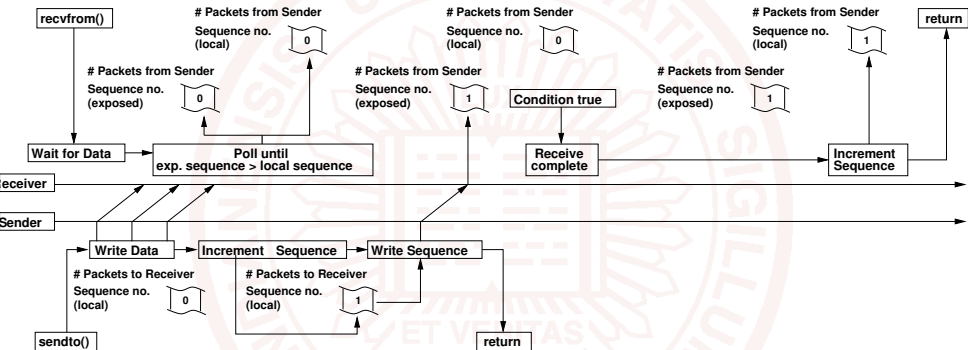 recvfrom()
# Packets from Sender
Sequence no.
(local)
0
# Packets from Sender
Sequence no.
(local)
0
# Packets from Sender
Sequence no.
(local)
1
return
# Packets from Sender
Sequence no.
(exposed)
0
# Packets from Sender
Sequence no.
(exposed)
1
Condition true
# Packets from Sender
Sequence no.
(exposed)
1
Wait for Data
Poll until
exp. sequence > local sequence
Receive
complete
Increment
Sequence
Receiver
Sender
Write Data
Increment Sequence
Write Sequence
# Packets to Receiver
Sequence no.
(local)
0
# Packets to Receiver
Sequence no.
(local)
1
sendto()
return
ET VERITAS
SIGILLUM